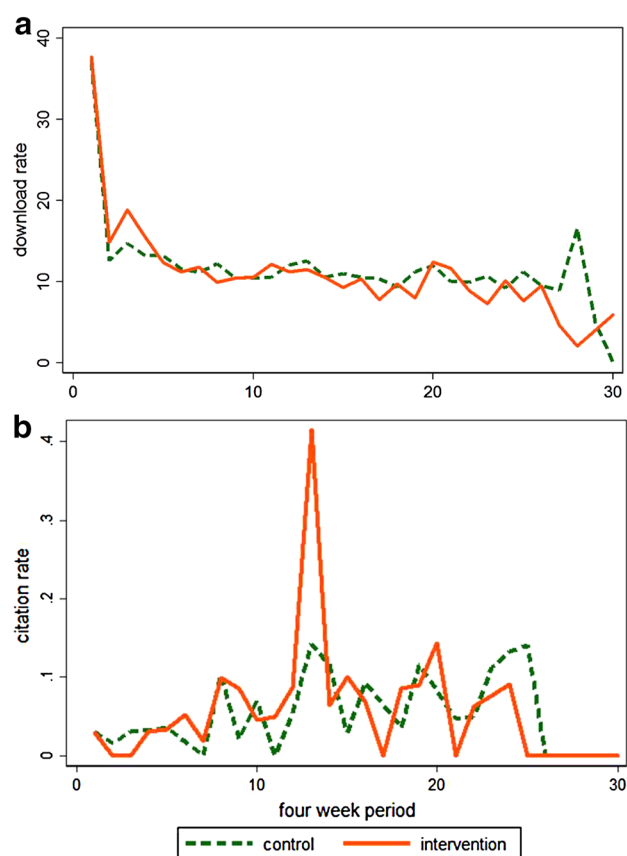 a
40
30
20
10
0
download rate
0 10 20 30
b
.4
.3
.2
.1
0
citation rate
0 10 20 30
four week period
control intervention